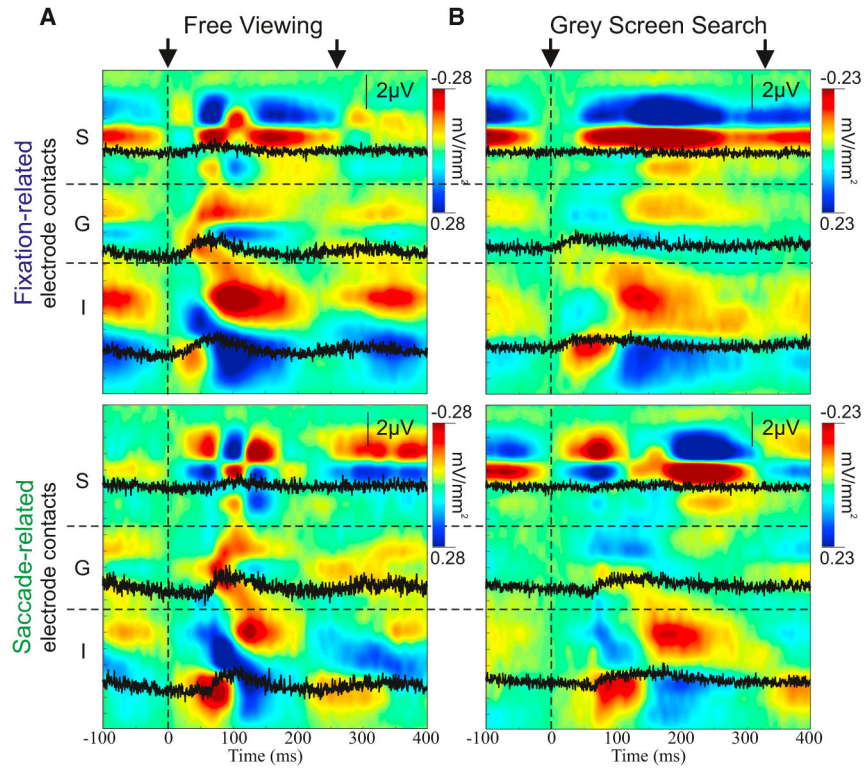 A
Free Viewing
B
Grey Screen Search
Fixation-related
electrode contacts
S
G
I
2µV
-0.28
mV/mm²
0.28
2µV
-0.23
mV/mm²
0.23
Saccade-related
electrode contacts
S
G
I
2µV
-0.28
mV/mm²
0.28
2µV
-0.23
mV/mm²
0.23
-100 0 100 200 300 400
Time (ms)
-100 0 100 200 300 400
Time (ms)